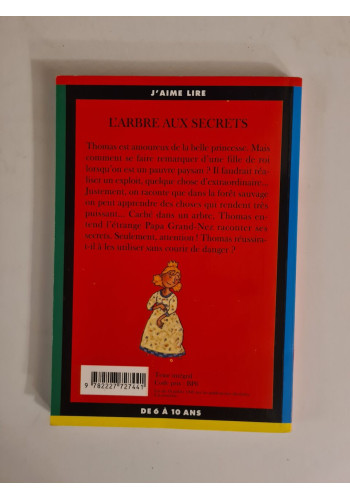 J'AIME LIRE
L'ARBRE AUX SECRETS
Thomas est amoureux de la belle princesse. Mais
comment se faire remarquer d'une fille de roi
lorsqu'on est un pauvre paysan ? Il faudrait réa-
liser un exploit, quelque chose d'extraordinaire...
Justement, on raconte que dans la forêt sauvage
on peut apprendre des choses qui rendent très
puissant... Caché dans un arbre, Thomas en-
tend l'étrange Papa Grand-Nez raconter ses
secrets. Seulement, attention ! Thomas réussira-
t-il à les utiliser sans courir de danger ?
9 782227 727441
DE 6 À 10 ANS